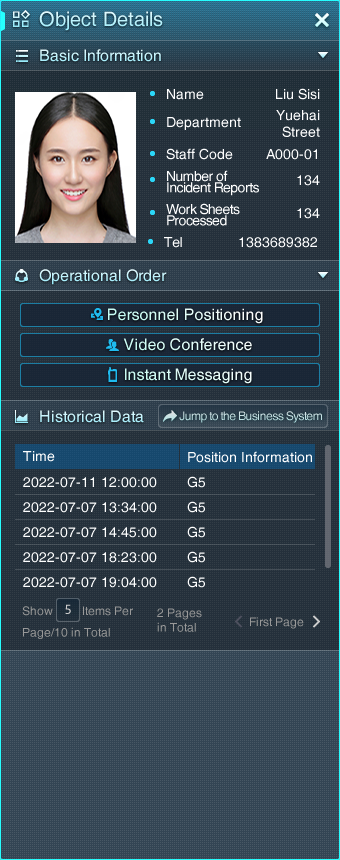 Object Details
Basic Information
Name Liu Sisi
Department Yuehai
Street
Staff Code A000-01
Number of
Incident Reports 134
Work Sheets
Processed 134
Tel 1383689382
Operational Order
Personnel Positioning
Video Conference
Instant Messaging
Historical Data Jump to the Business System
Time Position Information
2022-07-11 12:00:00 G5
2022-07-07 13:34:00 G5
2022-07-07 14:45:00 G5
2022-07-07 18:23:00 G5
2022-07-07 19:04:00 G5
Show 5 Items Per
Page/10 in Total
2 Pages
in Total
First Page